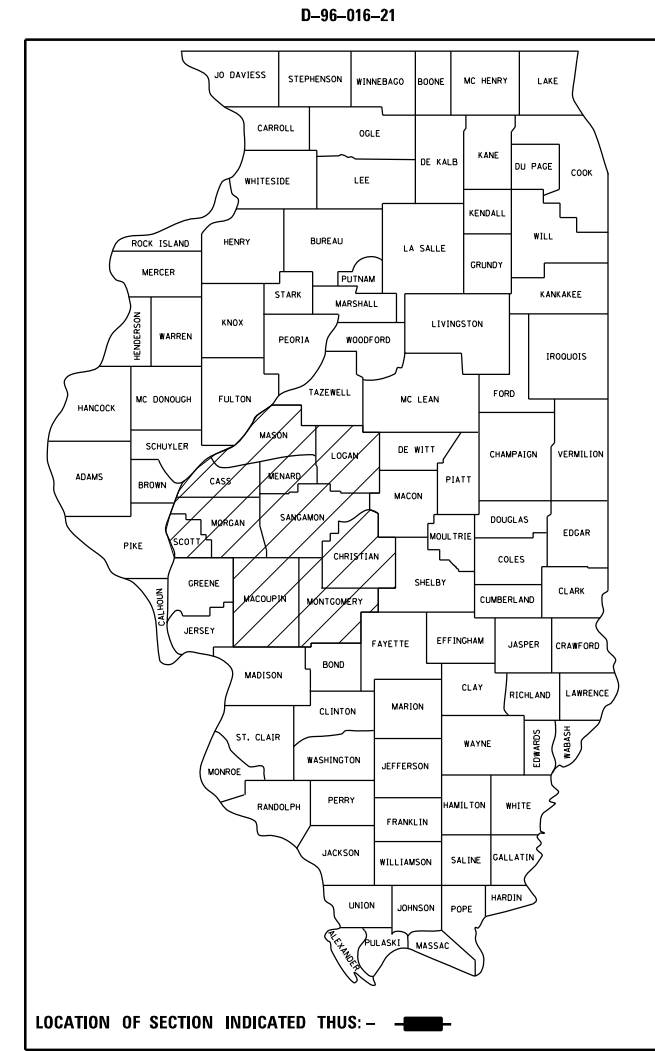 D-96-016-21
JO DAVIESS
STEPHENSON
WINNEBAGO
BOONE
MC HENRY
LAKE
CARROLL
OGLE
DE KALB
KANE
DU PAGE
COOK
WHITESIDE
LEE
KENDALL
ROCK ISLAND
HENRY
BUREAU
LA SALLE
WILL
MERCER
PUTNAM
GRUNDY
STARK
MARSHALL
KANKAKEE
HENDERSON
WARREN
KNOX
PEORIA
WOODFORD
LIVINGSTON
IROQUOIS
HANCOCK
MC DONOUGH
FULTON
TAZEWELL
MC LEAN
FORD
MASON
SCHUYLER
LOGAN
DE WITT
CHAMPAIGN
VERMILION
ADAMS
BROWN
CASS
MENARD
PIATT
MACON
MORGAN
SANGAMON
DOUGLAS
PIKE
SCOTT
MOULTRIE
EDGAR
CHRISTIAN
COLES
GREENE
SHELBY
CALHOUN
MACOUPIN
MONTGOMERY
CUMBERLAND
CLARK
JERSEY
FAYETTE
EFFINGHAM
JASPER
CRAWFORD
MADISON
BOND
CLAY
RICHLAND
LAWRENCE
CLINTON
MARION
ST. CLAIR
WAYNE
EDWARDS
WABASH
WASHINGTON
JEFFERSON
MONROE
RANDOLPH
PERRY
HAMILTON
WHITE
FRANKLIN
JACKSON
WILLIAMSON
SALINE
GALLATIN
UNION
JOHNSON
POPE
HARDIN
ALEXANDER
PULASKI
MASSAC
LOCATION OF SECTION INDICATED THUS: -